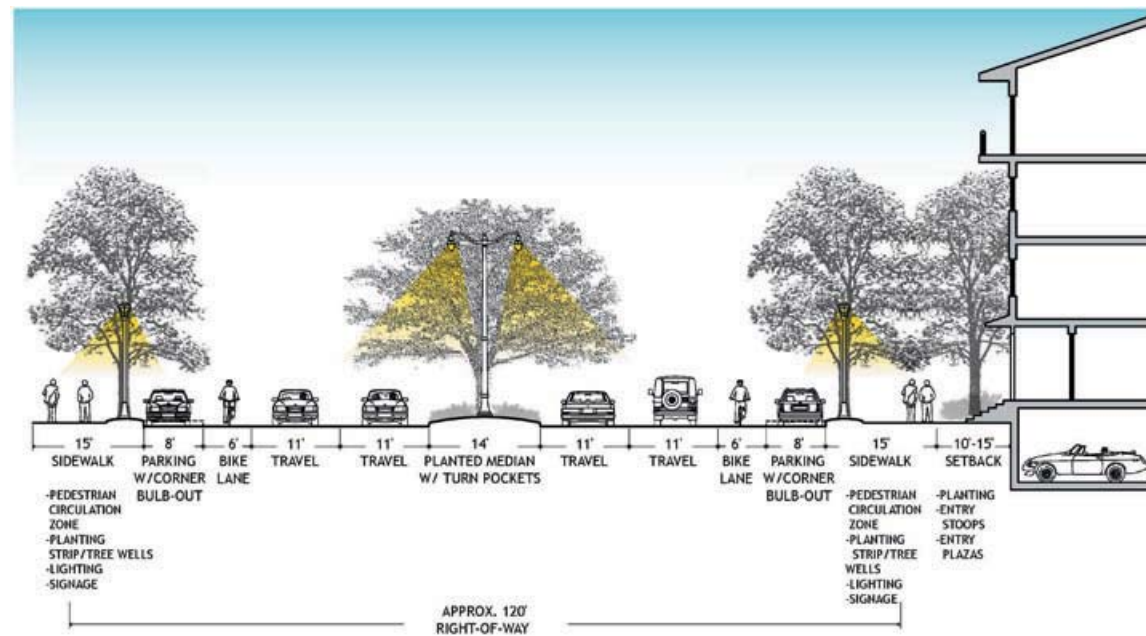 15'
8'
6'
11'
11'
14'
11'
11'
6'
8'
15'
10'-15'
SIDEWALK
PARKING
W/CORNER
BULB-OUT
BIKE
LANE
TRAVEL
TRAVEL
PLANTED MEDIAN
W/ TURN POCKETS
TRAVEL
TRAVEL
BIKE
LANE
PARKING
W/CORNER
BULB-OUT
SIDEWALK
SETBACK
-PEDESTRIAN
CIRCULATION
ZONE
-PLANTING
STRIP/TREE WELLS
-LIGHTING
-SIGNAGE
-PEDESTRIAN
CIRCULATION
ZONE
-PLANTING
STRIP/TREE
WELLS
-LIGHTING
-SIGNAGE
-PLANTING
-ENTRY
STOOPS
-ENTRY
PLAZAS
APPROX. 120'
RIGHT-OF-WAY